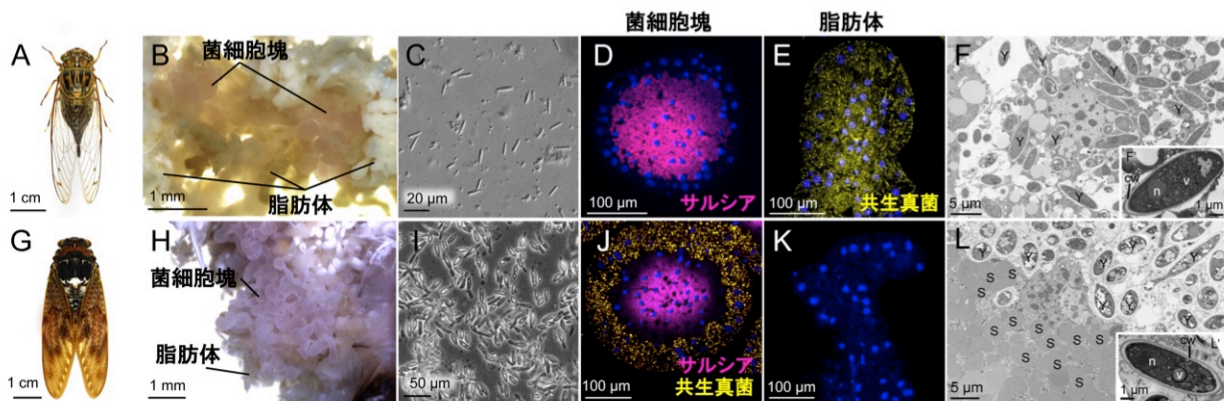 菌細胞塊 脂肪体
A
1 cm
B
菌細胞塊
脂肪体
1 mm
C
20 μm
D
100 μm
サルシア
E
100 μm
共生真菌
F
Y Y Y Y Y Y
5 μm
F'
cw n v
1 μm
G
1 cm
H
菌細胞塊
脂肪体
1 mm
I
50 μm
J
サルシア
100 μm 共生真菌
K
100 μm
L
Y Y Y Y Y Y
S S S S S S S S S S S S
5 μm
L'
cw n v
1 μm